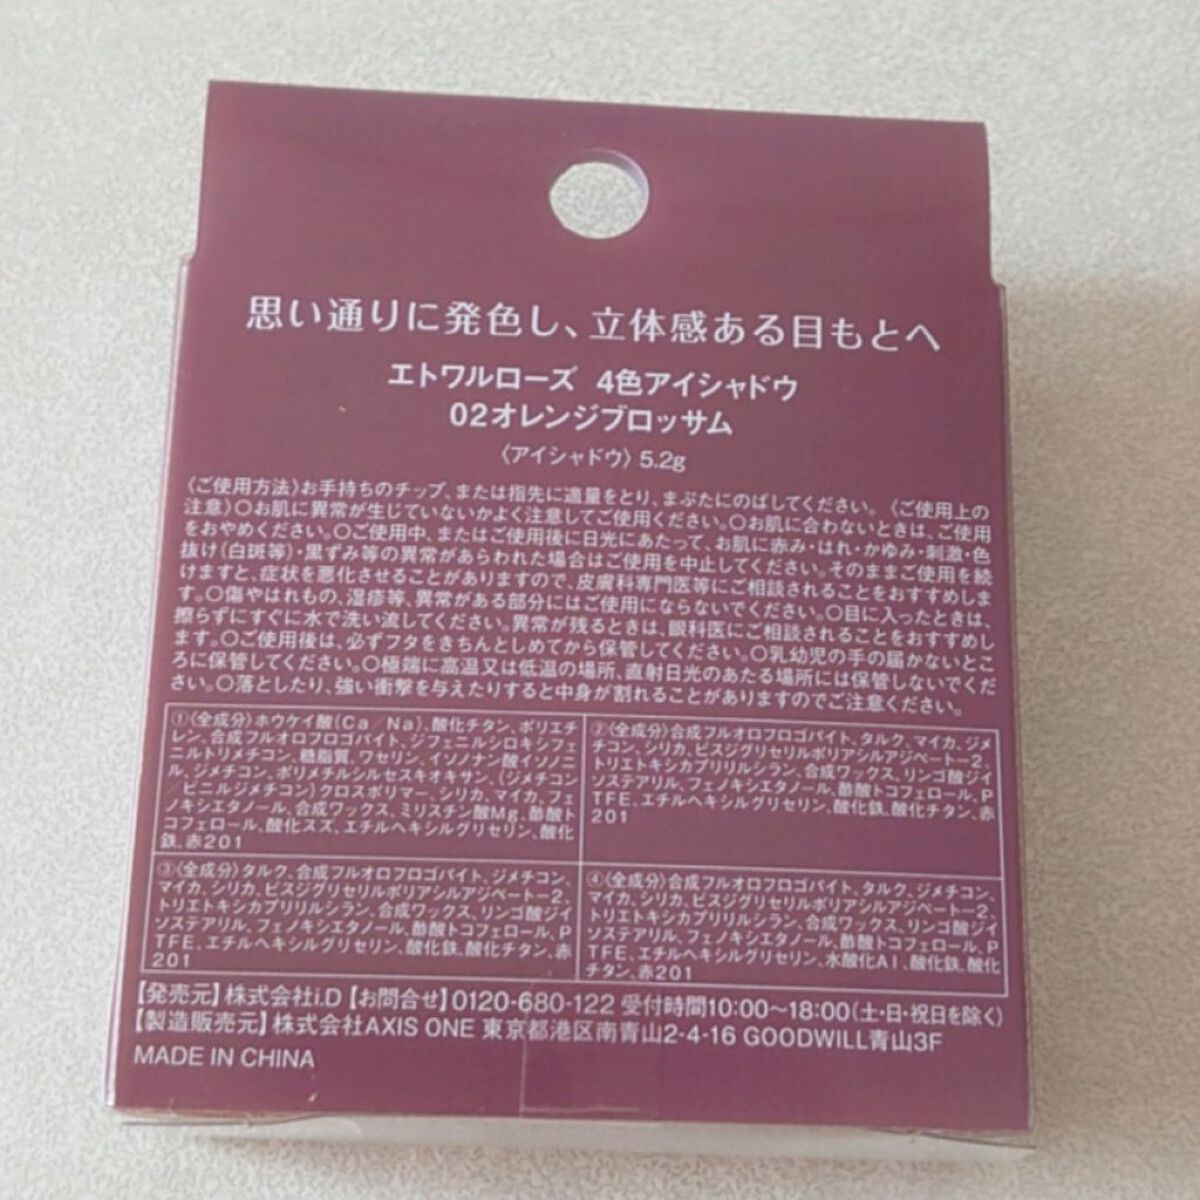 思い通りに発色し、立体感ある目もとへ
エトワルローズ 4色アイシャドウ
02オレンジブロッサム
〈アイシャドウ〉5.2g
〈ご使用方法〉お手持ちのチップ、または指先に適量をとり、まぶたにのばしてください。〈ご使用上の
注意〉○お肌に異常が生じていないかよく注意してご使用ください。○お肌に合わないときは、ご使用
をおやめください。○ご使用中、またはご使用後に日光にあたって、お肌に赤み・はれ・かゆみ・刺激・色
抜け(白斑等)・黒ずみ等の異常があらわれた場合はご使用を中止してください。そのままご使用を続
けますと、症状を悪化させることがありますので、皮膚科専門医等にご相談されることをおすすめしま
す。○傷やはれもの、湿疹等、異常がある部分にはご使用にならないでください。○目に入ったときは、
擦らずにすぐに水で洗い流してください。異常が残るときは、眼科医にご相談されることをおすすめし
ます。○ご使用後は、必ずフタをきちんとしめてから保管してください。○乳幼児の手の届かないとこ
ろに保管してください。○極端に高温又は低温の場所、直射日光のあたる場所には保管しないでくだ
さい。○落としたり、強い衝撃を与えたりすると中身が割れることがありますのでご注意ください。
①〈全成分〉ホウケイ酸(Ca/Na)、酸化チタン、ポリエチ
レン、合成フルオロフロゴパイト、ジフェニルシロキシフェ
ニルトリメチコン、糖脂質、ワセリン、イソノナン酸イソノニ
ル、ジメチコン、ポリメチルシルセスキオキサン、(ジメチコン
/ビニルジメチコン)クロスポリマー、シリカ、マイカ、フェ
ノキシエタノール、合成ワックス、ミリスチン酸Mg、酢酸ト
コフェロール、酸化スズ、エチルヘキシルグリセリン、酸化
鉄、赤201
②〈全成分〉合成フルオロフロゴパイト、タルク、マイカ、ジメ
チコン、シリカ、ビスジグリセリルポリアシルアジペート-2、
トリエトキシカプリリルシラン、合成ワックス、リンゴ酸ジイ
ソステアリル、フェノキシエタノール、酢酸トコフェロール、P
TFE、エチルヘキシルグリセリン、酸化鉄、酸化チタン、赤
201
③〈全成分〉タルク、合成フルオロフロゴパイト、ジメチコン、
マイカ、シリカ、ビスジグリセリルポリアシルアジペート-2、
トリエトキシカプリリルシラン、合成ワックス、リンゴ酸ジイ
ソステアリル、フェノキシエタノール、酢酸トコフェロール、P
TFE、エチルヘキシルグリセリン、酸化鉄、酸化チタン、赤
201
④〈全成分〉合成フルオロフロゴパイト、タルク、ジメチコン、
マイカ、シリカ、ビスジグリセリルポリアシルアジペート-2、
トリエトキシカプリリルシラン、合成ワックス、リンゴ酸ジイ
ソステアリル、フェノキシエタノール、酢酸トコフェロール、P
TFE、エチルヘキシルグリセリン、水酸化Al、酸化鉄、酸化
チタン、赤201
【発売元】株式会社i.D【お問合せ】0120-680-122 受付時間10:00〜18:00(土・日・祝日を除く)
【製造販売元】株式会社AXIS ONE 東京都港区南青山2-4-16 GOODWILL青山3F
MADE IN CHINA